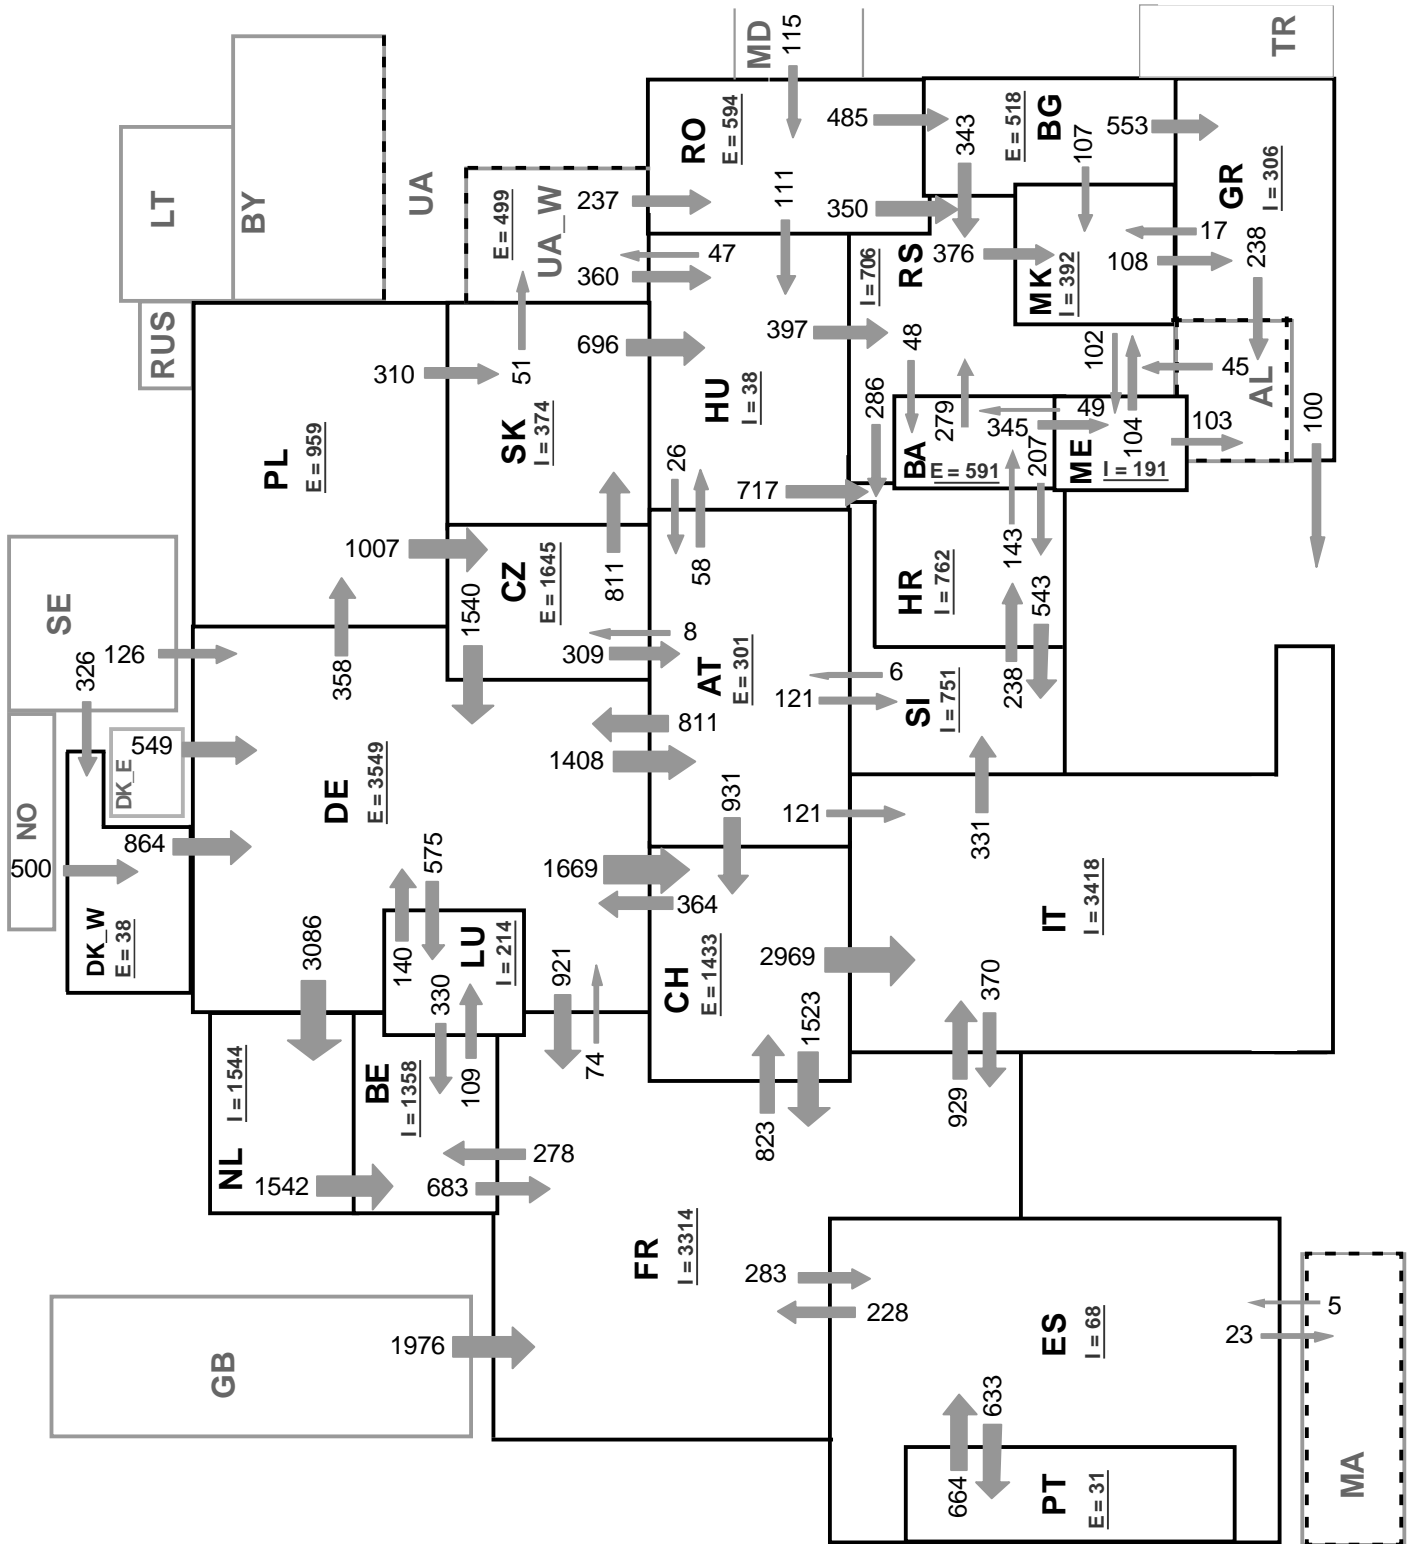 MD
115
TR
RO
E = 594
485
343
E = 518
BG
553
LT
BY
UA
E = 499
UA_W
237
111
350
107
GR
I = 306
47
360
I = 706
RS
376
MK
I = 392
17
108
238
RUS
310
51
696
397
48
102
45
AL
PL
E = 959
SK
I = 374
HU
I = 38
286
279
345
49
104
103
100
BA
E = 591
207
ME
I = 191
26
717
1007
1540
CZ
E = 1645
811
58
HR
I = 762
143
543
SE
326
126
358
8
309
AT
E = 301
6
121
SI
I = 751
238
549
DK_E
811
1408
DE
E = 3549
NO
500
864
575
931
121
331
1669
364
DK_W
E = 38
3086
140
330
LU
I = 214
921
CH
E = 1433
2969
1523
370
IT
I = 3418
NL
I = 1544
BE
I = 1358
109
74
823
929
1542
278
683
FR
I = 3314
283
228
GB
1976
ES
I = 68
5
23
664
633
PT
E = 31
MA